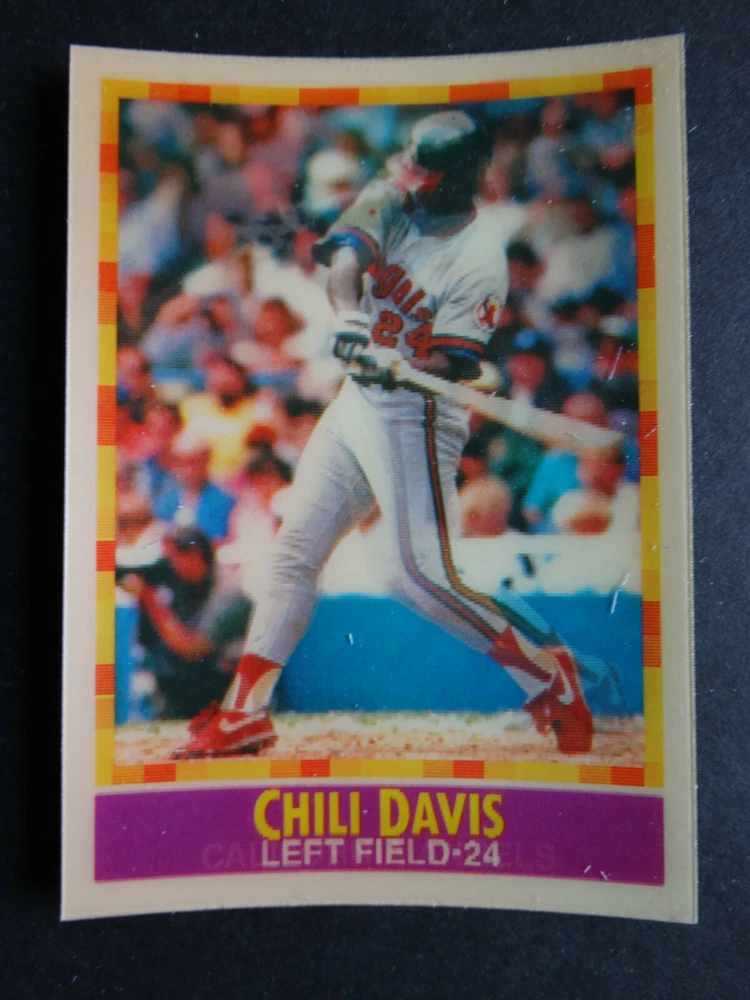 Angels
24
CHILI DAVIS
LEFT FIELD-24